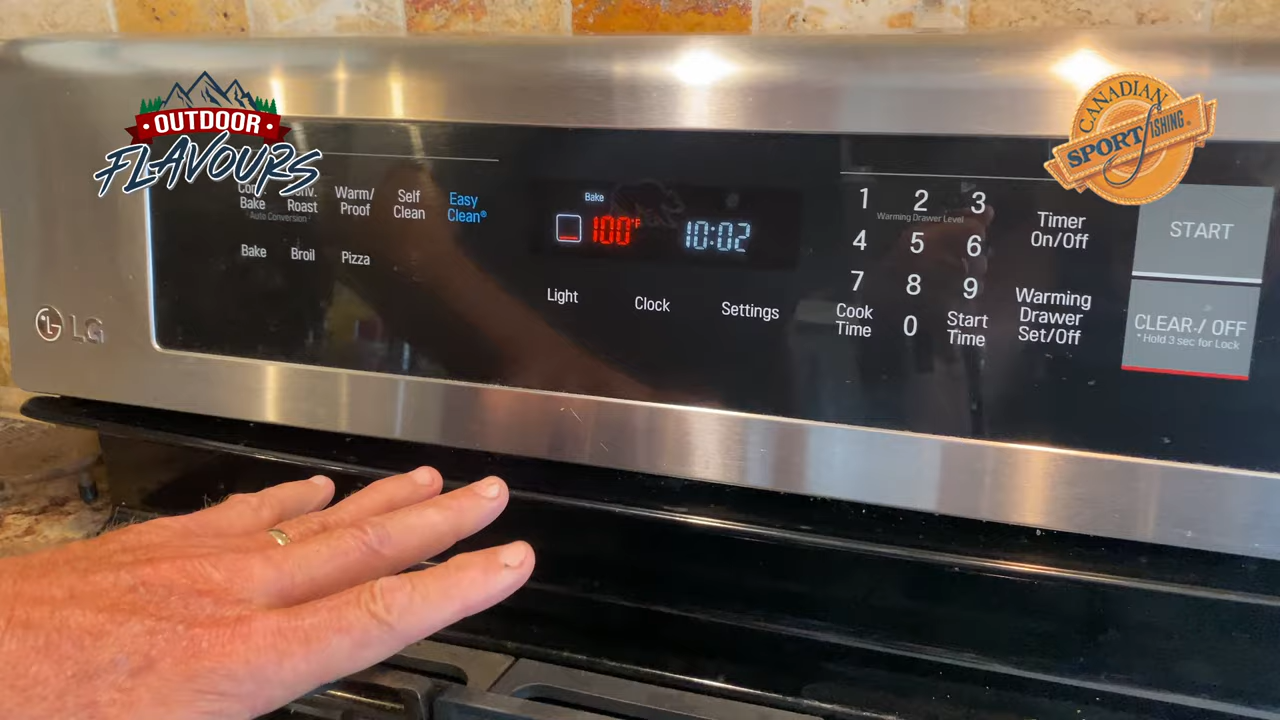 OUTDOOR
FLAVOURS
CANADIAN
SPORTfISHING®
Bake
Roast
Auto Conversion
Warm/
Proof
Self
Clean
Easy
Clean®
Bake
Broil
Pizza
LG
Bake
100°F
10:02
Light
Clock
Settings
1 2 3
Warming Drawer Level
4 5 6
7 8 9
Cook
Time
0
Start
Time
Timer
On/Off
Warming
Drawer
Set/Off
START
CLEAR / OFF
* Hold 3 sec for Lock